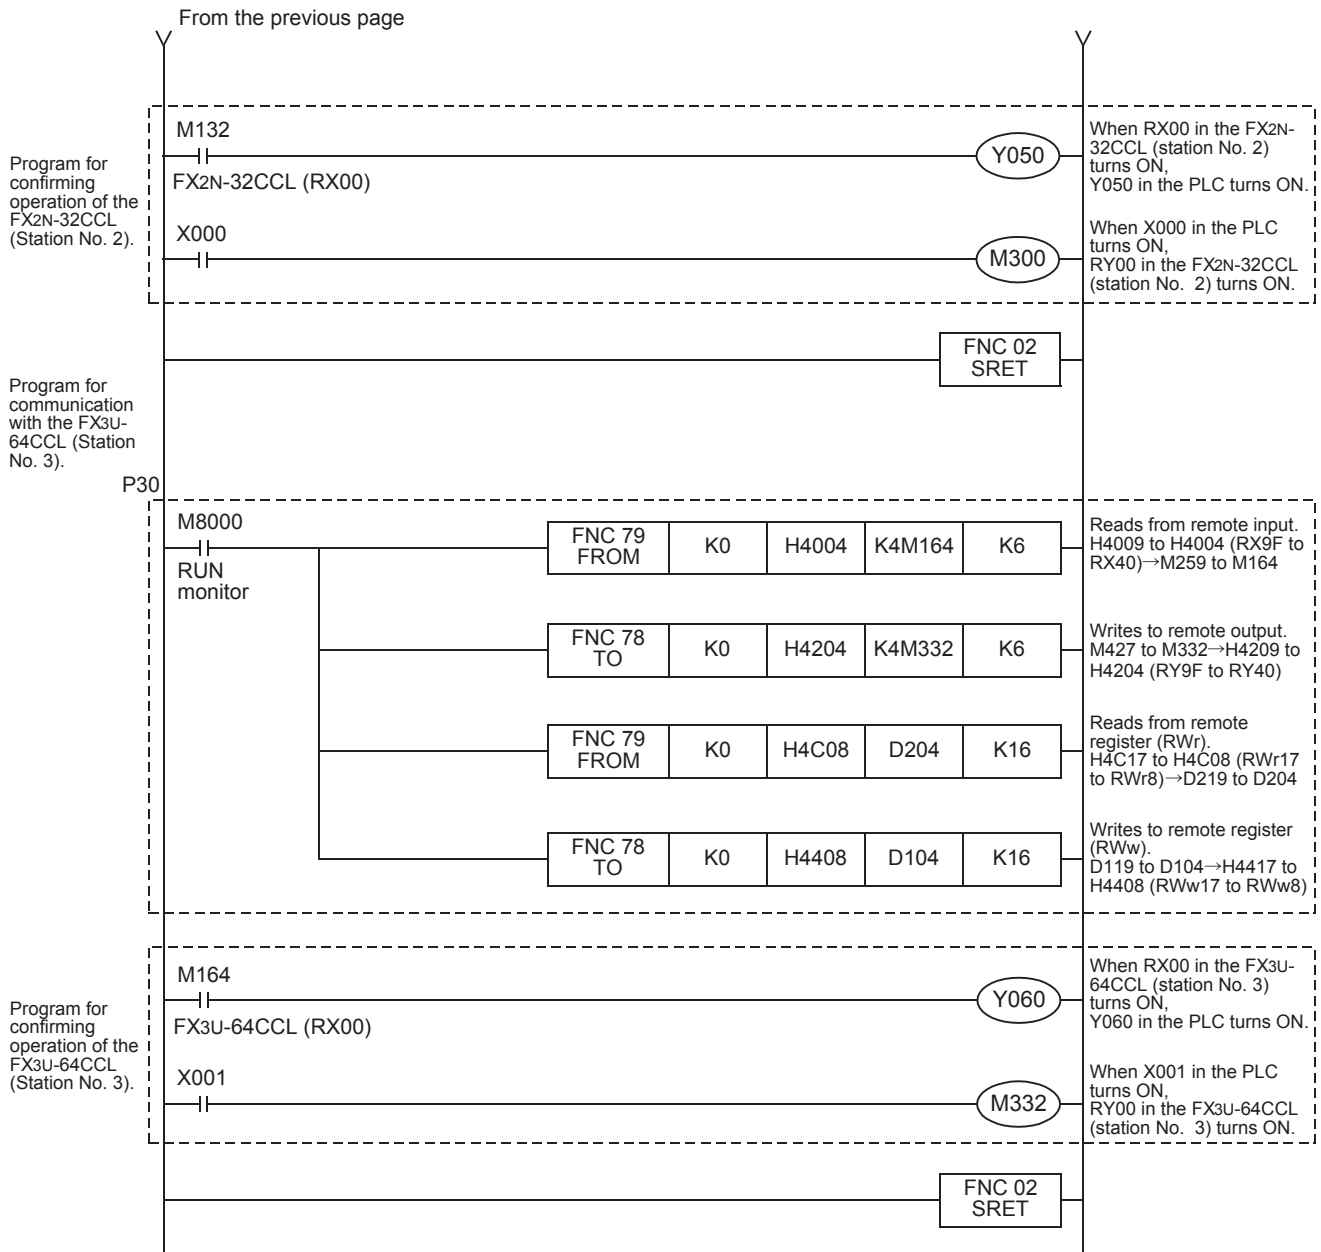 From the previous page
Program for
confirming
operation of the
FX2N-32CCL
(Station No. 2).
M132
FX2N-32CCL (RX00)
Y050
When RX00 in the FX2N-
32CCL (station No. 2)
turns ON,
Y050 in the PLC turns ON.
X000
M300
When X000 in the PLC
turns ON,
RY00 in the FX2N-32CCL
(station No. 2) turns ON.
FNC 02
SRET
Program for
communication
with the FX3U-
64CCL (Station
No. 3).
P30
M8000
RUN
monitor
FNC 79
FROM
K0
H4004
K4M164
K6
Reads from remote input.
H4009 to H4004 (RX9F to
RX40)→M259 to M164
FNC 78
TO
K0
H4204
K4M332
K6
Writes to remote output.
M427 to M332→H4209 to
H4204 (RY9F to RY40)
FNC 79
FROM
K0
H4C08
D204
K16
Reads from remote
register (RWr).
H4C17 to H4C08 (RWr17
to RWr8)→D219 to D204
FNC 78
TO
K0
H4408
D104
K16
Writes to remote register
(RWw).
D119 to D104→H4417 to
H4408 (RWw17 to RWw8)
Program for
confirming
operation of the
FX3U-64CCL
(Station No. 3).
M164
FX3U-64CCL (RX00)
Y060
When RX00 in the FX3U-
64CCL (station No. 3)
turns ON,
Y060 in the PLC turns ON.
X001
M332
When X001 in the PLC
turns ON,
RY00 in the FX3U-64CCL
(station No. 3) turns ON.
FNC 02
SRET